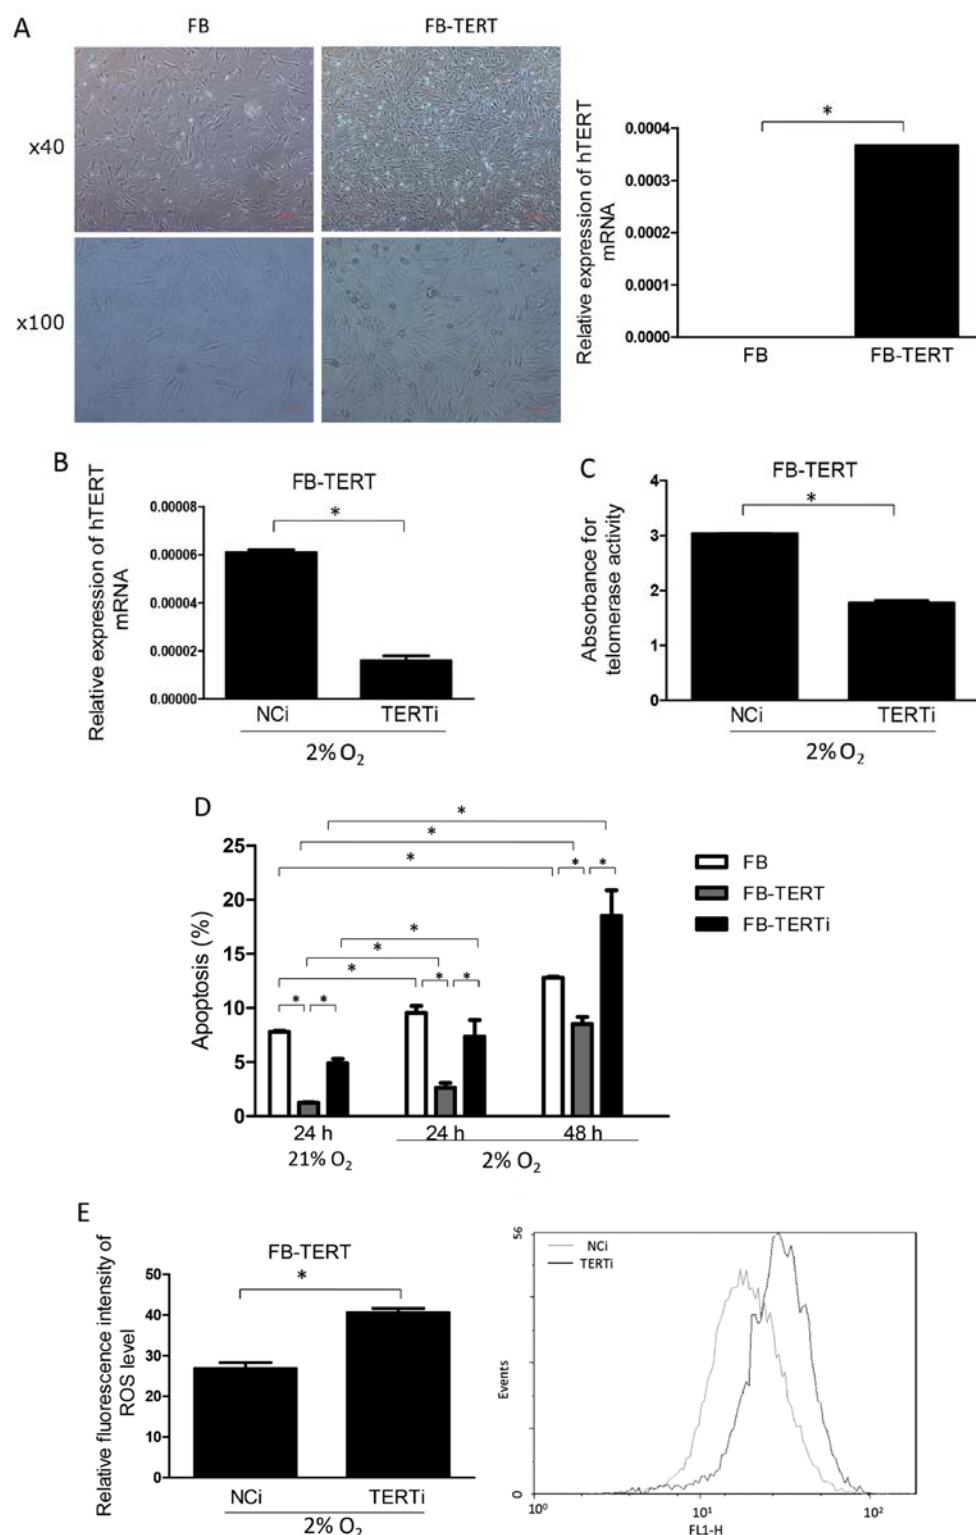 A
FB
FB-TERT
x40
x100
Relative expression of hTERT
mRNA
0.0004
0.0003
0.0002
0.0001
0.0000
*
FB
FB-TERT
B
FB-TERT
Relative expression of hTERT
mRNA
0.00008
0.00006
0.00004
0.00002
0.00000
*
NCi
TERTi
2% O₂
C
FB-TERT
Absorbance for
telomerase activity
4
3
2
1
0
*
NCi
TERTi
2% O₂
D
Apoptosis (%)
25
20
15
10
5
0
*
*
*
*
*
*
*
*
*
*
*
*
24 h
24 h
48 h
21% O₂
2% O₂
FB
FB-TERT
FB-TERTi
E
FB-TERT
Relative fluorescence intensity of
ROS level
50
40
30
20
10
0
*
NCi
TERTi
2% O₂
56
NCi
TERTi
Events
0
10⁰
10¹
10²
FL1-H